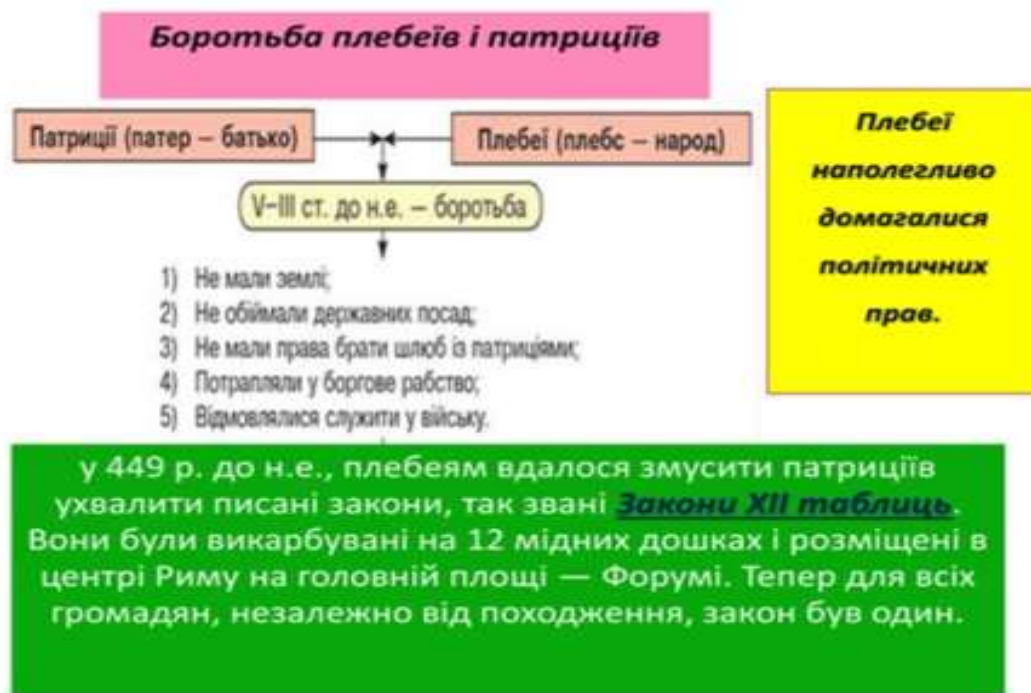 Боротьба плебеїв і патриціїв
Патриції (патер – батько)
Плебеї (плебс – народ)
V–III ст. до н.е. – боротьба
1) Не мали землі;
2) Не обіймали державних посад;
3) Не мали права брати шлюб із патриціями;
4) Потрапляли у боргове рабство;
5) Відмовлялися служити у війську.
Плебеї
наполегливо
домагалися
політичних
прав.
у 449 р. до н.е., плебеям вдалося змусити патриціїв
ухвалити писані закони, так звані Закони XII таблиць.
Вони були викарбувані на 12 мідних дошках і розміщені в
центрі Риму на головній площі — Форумі. Тепер для всіх
громадян, незалежно від походження, закон був один.